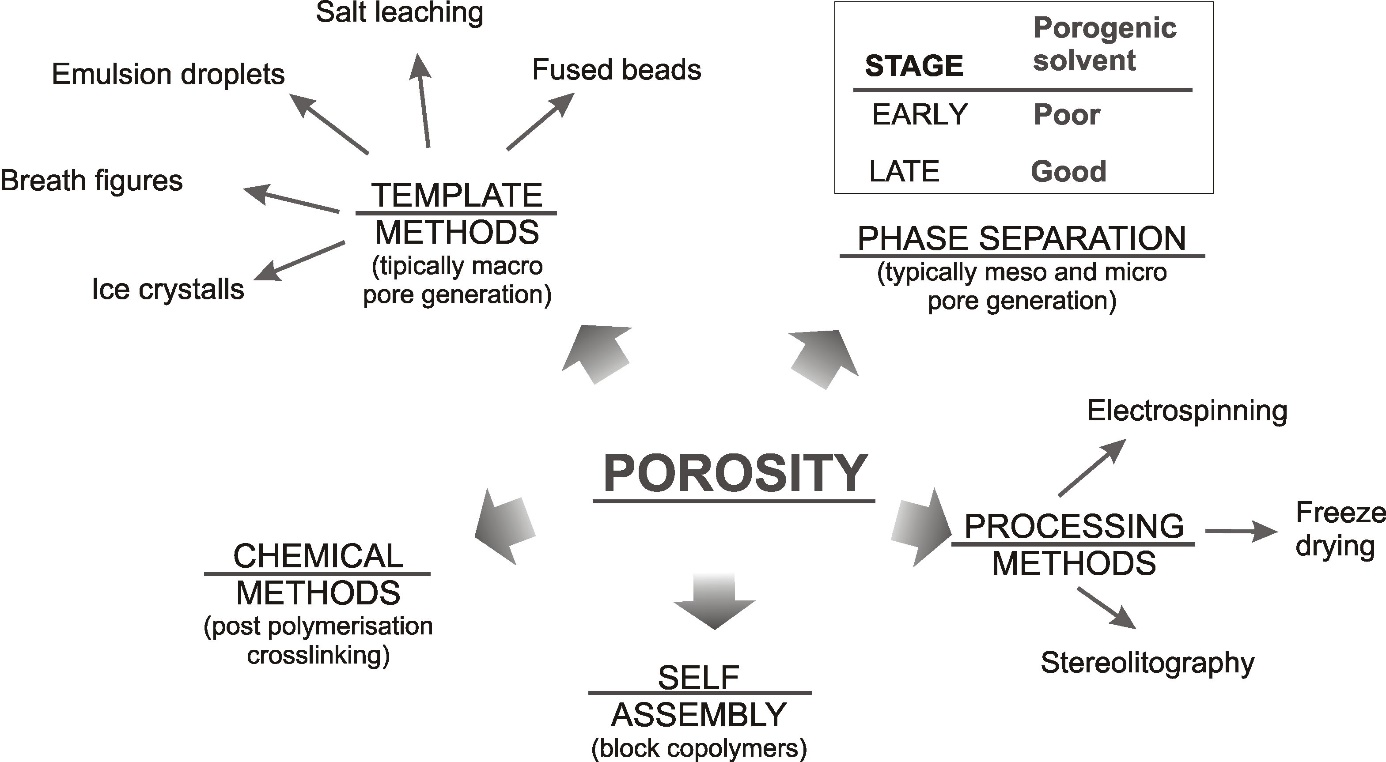 Salt leaching
Emulsion droplets
Fused beads
Breath figures
Ice crystalls
TEMPLATE
METHODS
(tipically macro
pore generation)
Porogenic
STAGE solvent
EARLY Poor
LATE Good
PHASE SEPARATION
(typically meso and micro
pore generation)
POROSITY
Electrospinning
PROCESSING
METHODS
Freeze
drying
Stereolitography
CHEMICAL
METHODS
(post polymerisation
crosslinking)
SELF
ASSEMBLY
(block copolymers)